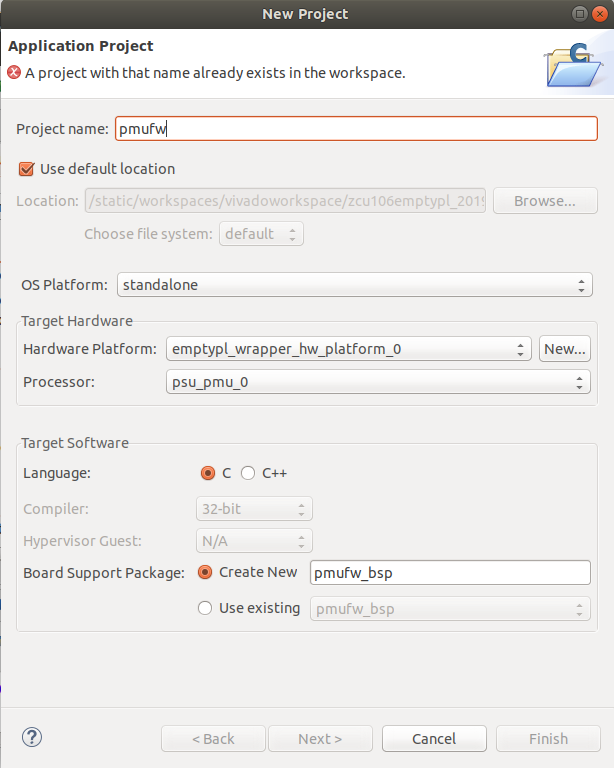 New Project
Application Project
A project with that name already exists in the workspace.
Project name: pmufw
Use default location
Location: /static/workspaces/vivadoworkspace/zcu106emptypl_2019 Browse...
Choose file system: default
OS Platform: standalone
Target Hardware
Hardware Platform: emptypl_wrapper_hw_platform_0 New...
Processor: psu_pmu_0
Target Software
Language: C C++
Compiler: 32-bit
Hypervisor Guest: N/A
Board Support Package: Create New pmufw_bsp
Use existing pmufw_bsp
? < Back Next > Cancel Finish